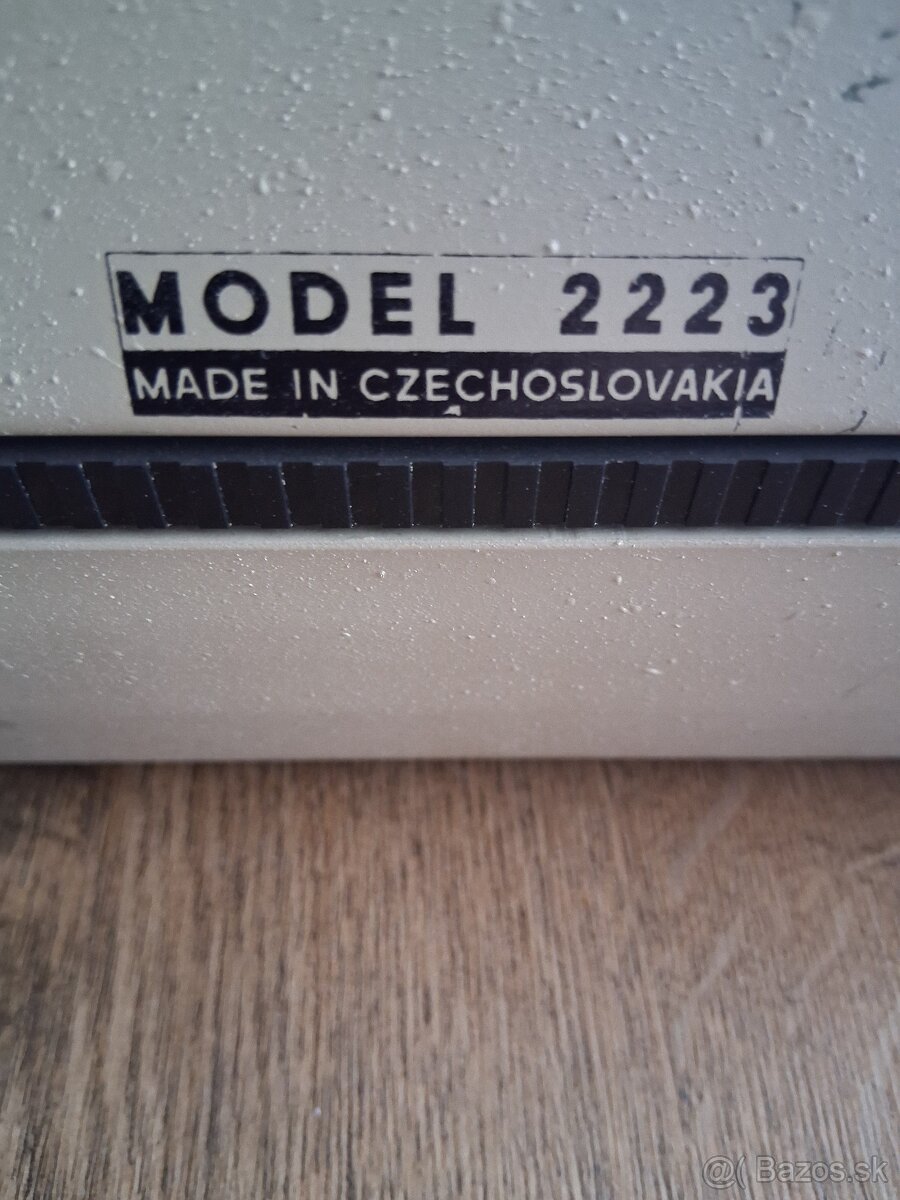 MODEL 2223
MADE IN CZECHOSLOVAKIA
@( Bazos.sk